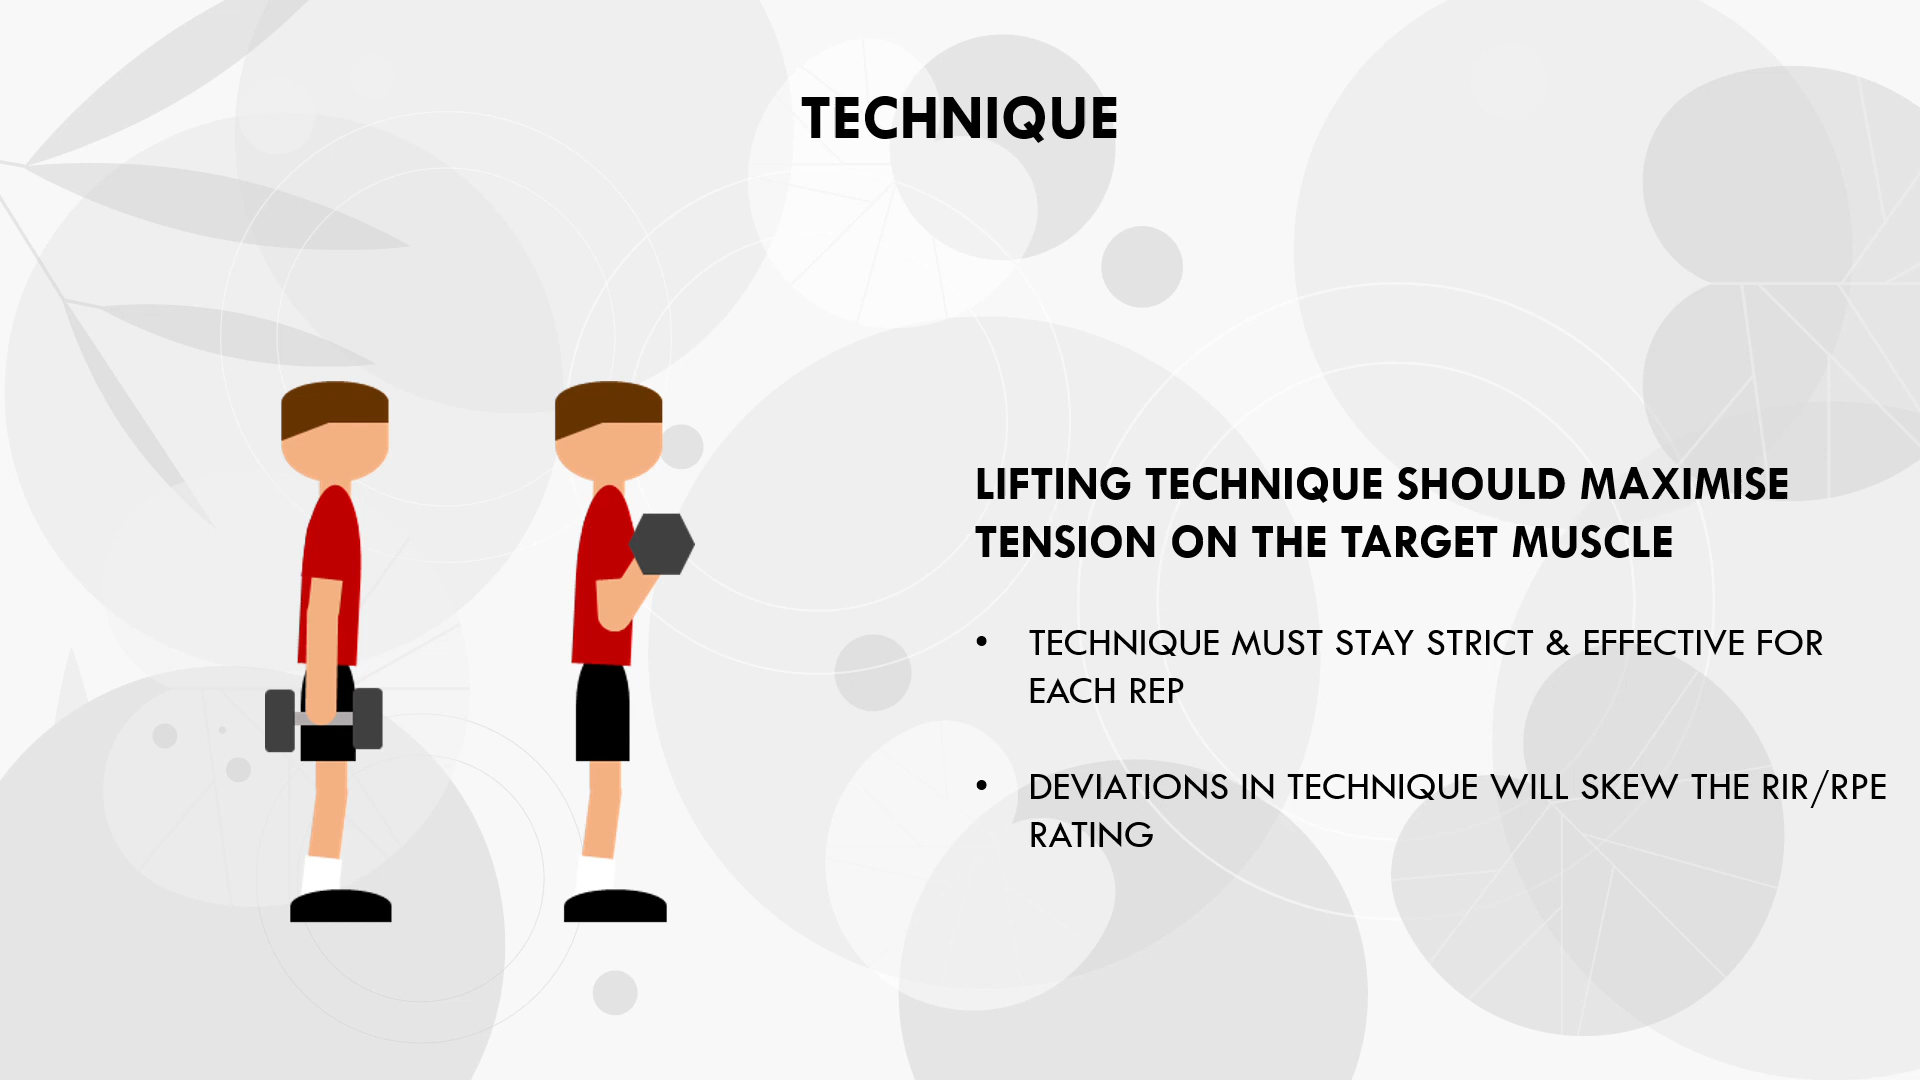 TECHNIQUE
LIFTING TECHNIQUE SHOULD MAXIMISE
TENSION ON THE TARGET MUSCLE
• TECHNIQUE MUST STAY STRICT & EFFECTIVE FOR
EACH REP
• DEVIATIONS IN TECHNIQUE WILL SKEW THE RIR/RPE
RATING